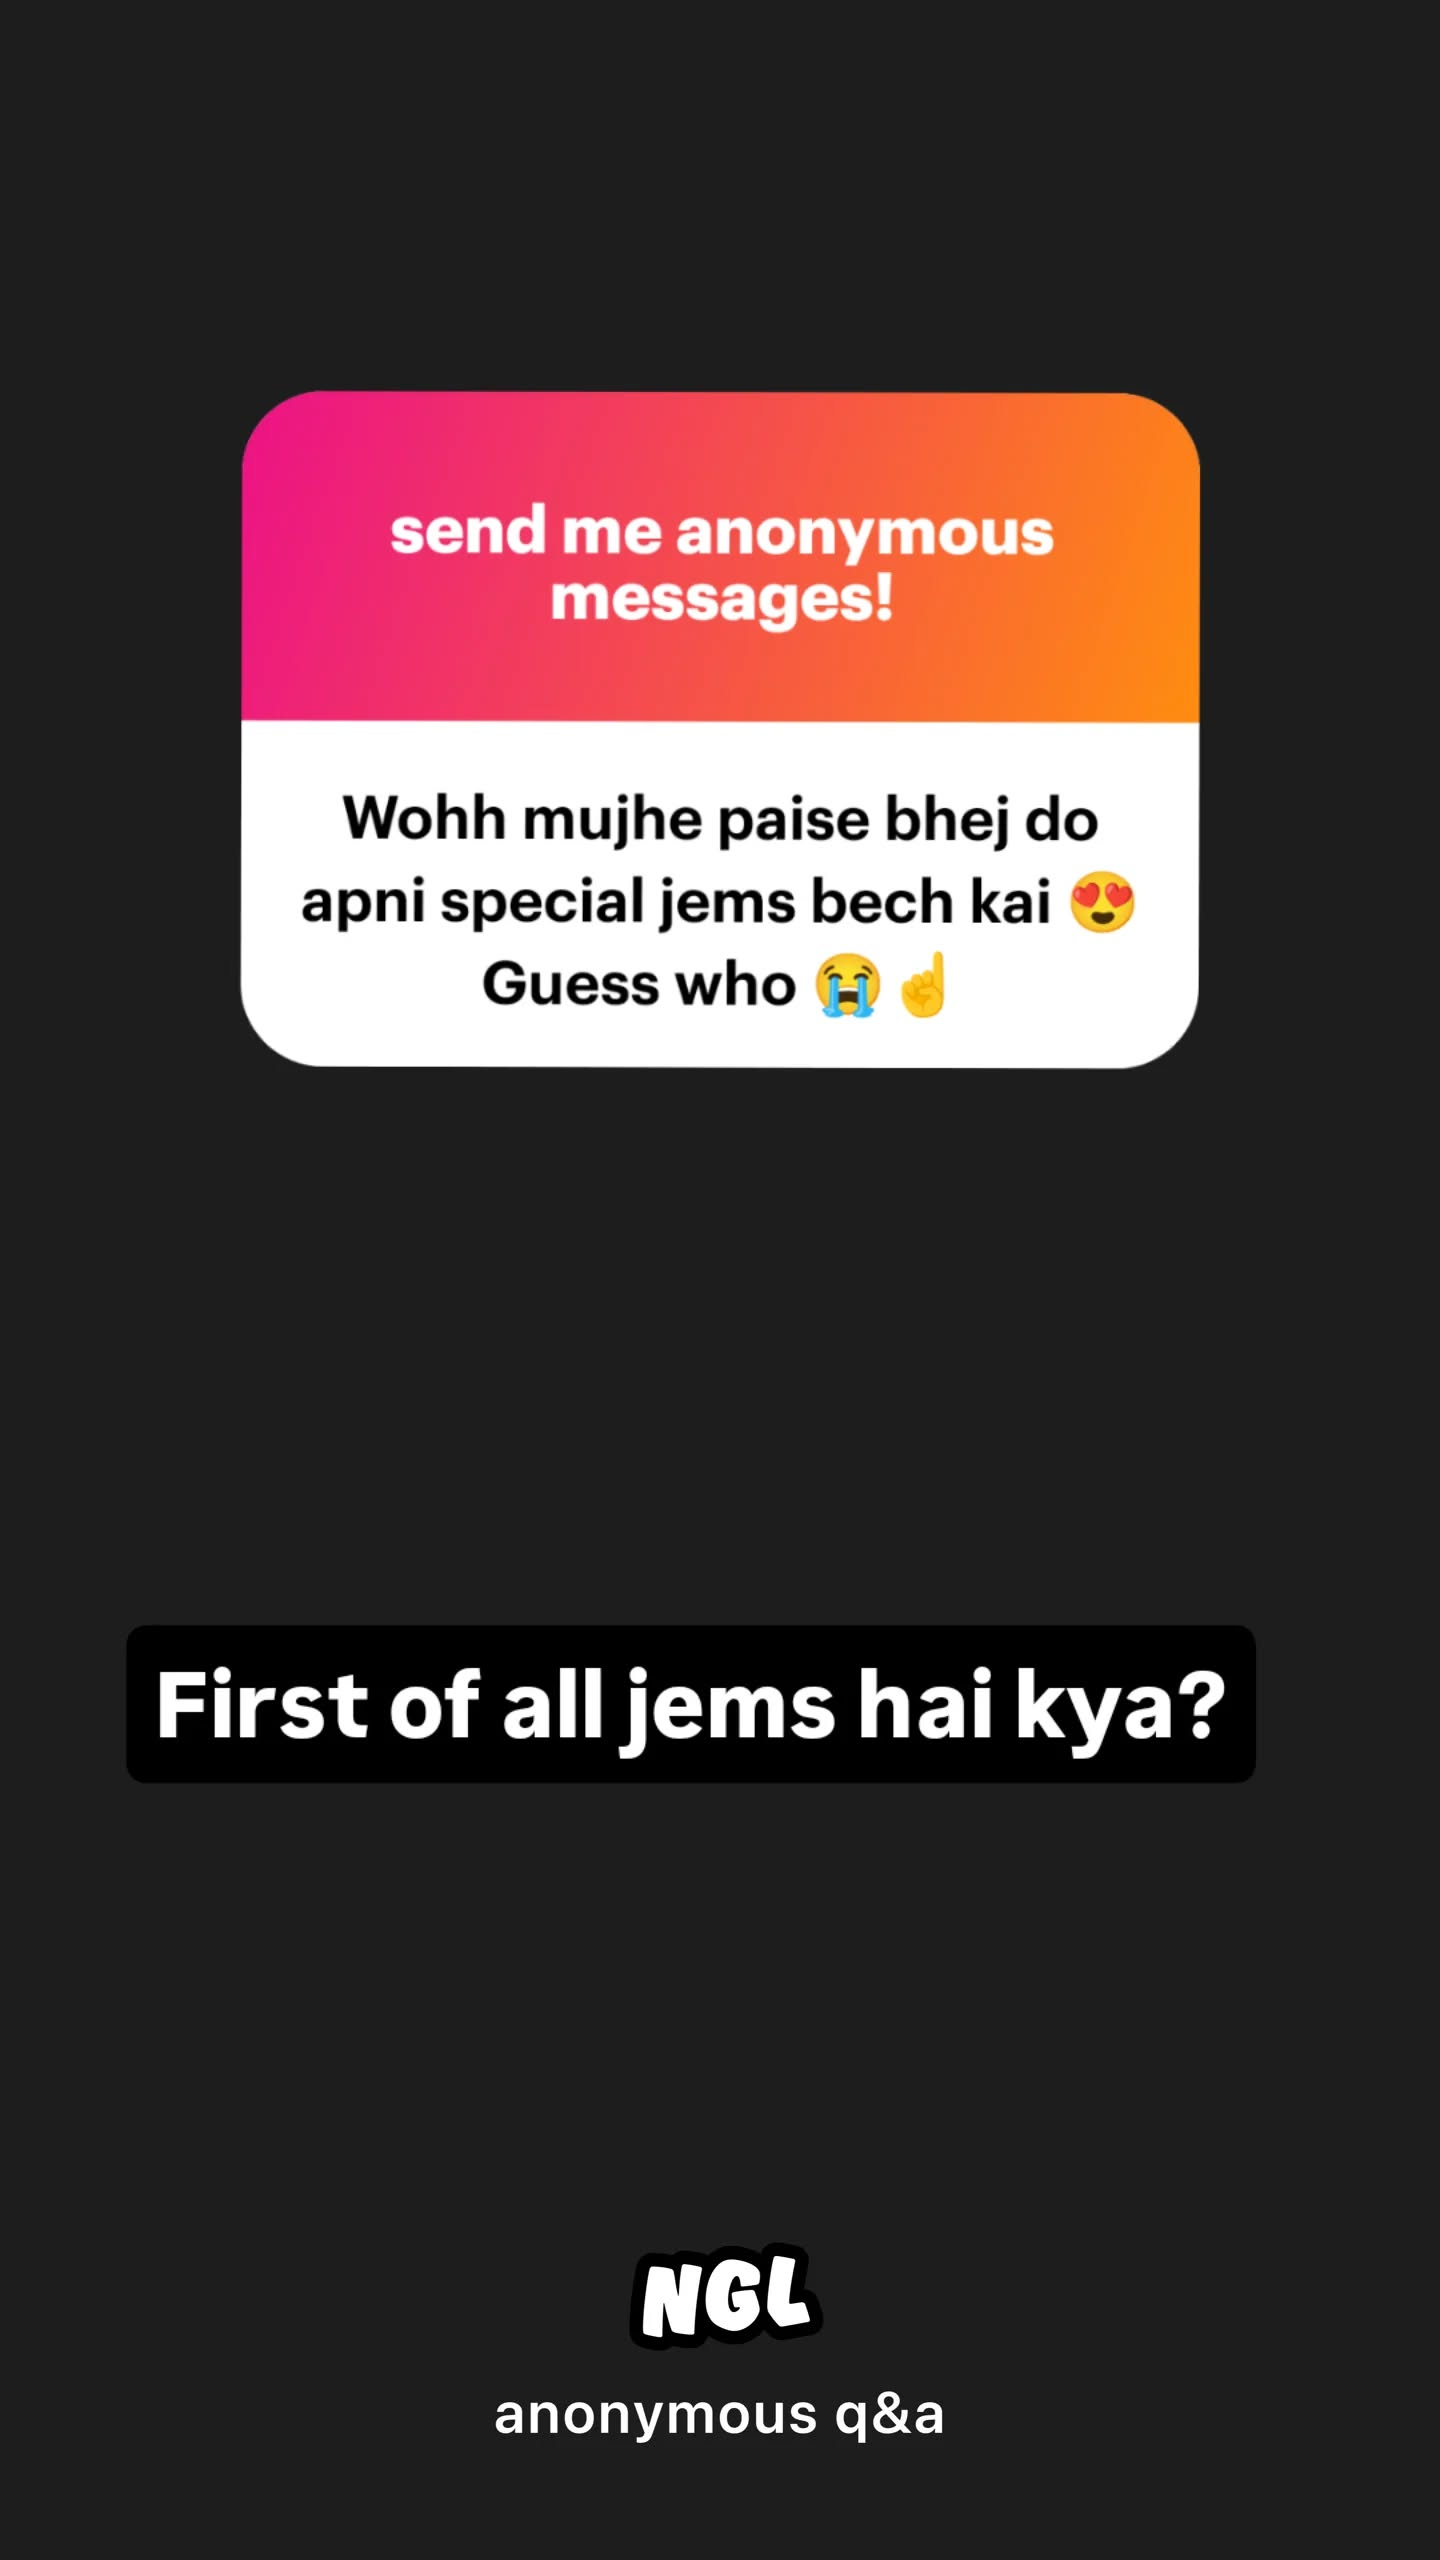 send me anonymous
messages!
Wohh mujhe paise bhej do
apni special jems bech kai 😍
Guess who 😭☝️
First of all jems hai kya?
NGL
anonymous q&a